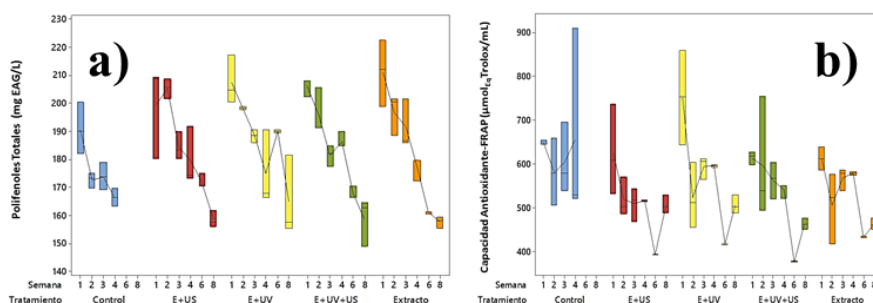 a)
Polifenoles Totales (mg EAG/L)
230
220
210
200
190
180
170
160
150
140
Semana 1 2 3 4 6 8 1 2 3 4 6 8 1 2 3 4 6 8 1 2 3 4 6 8 1 2 3 4 6 8
Tratamiento Control E+US E+UV E+UV+US Extracto
b)
Capacidad Antioxidante-FRAP (µmolEqTrolox/mL)
900
800
700
600
500
400
Semana 1 2 3 4 6 8 1 2 3 4 6 8 1 2 3 4 6 8 1 2 3 4 6 8 1 2 3 4 6 8
Tratamiento Control E+US E+UV E+UV+US Extracto